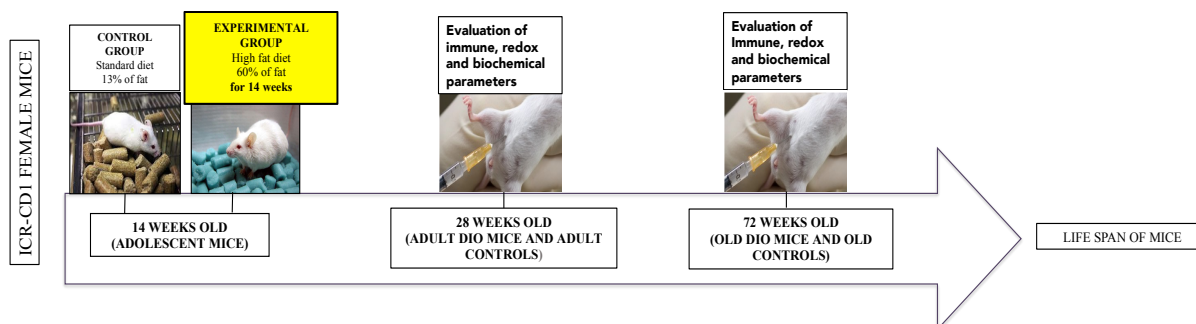 ICR-CD1 FEMALE MICE
CONTROL
GROUP
Standard diet
13% of fat
EXPERIMENTAL
GROUP
High fat diet
60% of fat
for 14 weeks
Evaluation of
immune, redox
and biochemical
parameters
Evaluation of
Immune, redox
and biochemical
parameters
14 WEEKS OLD
(ADOLESCENT MICE)
28 WEEKS OLD
(ADULT DIO MICE AND ADULT
CONTROLS)
72 WEEKS OLD
(OLD DIO MICE AND OLD
CONTROLS)
LIFE SPAN OF MICE